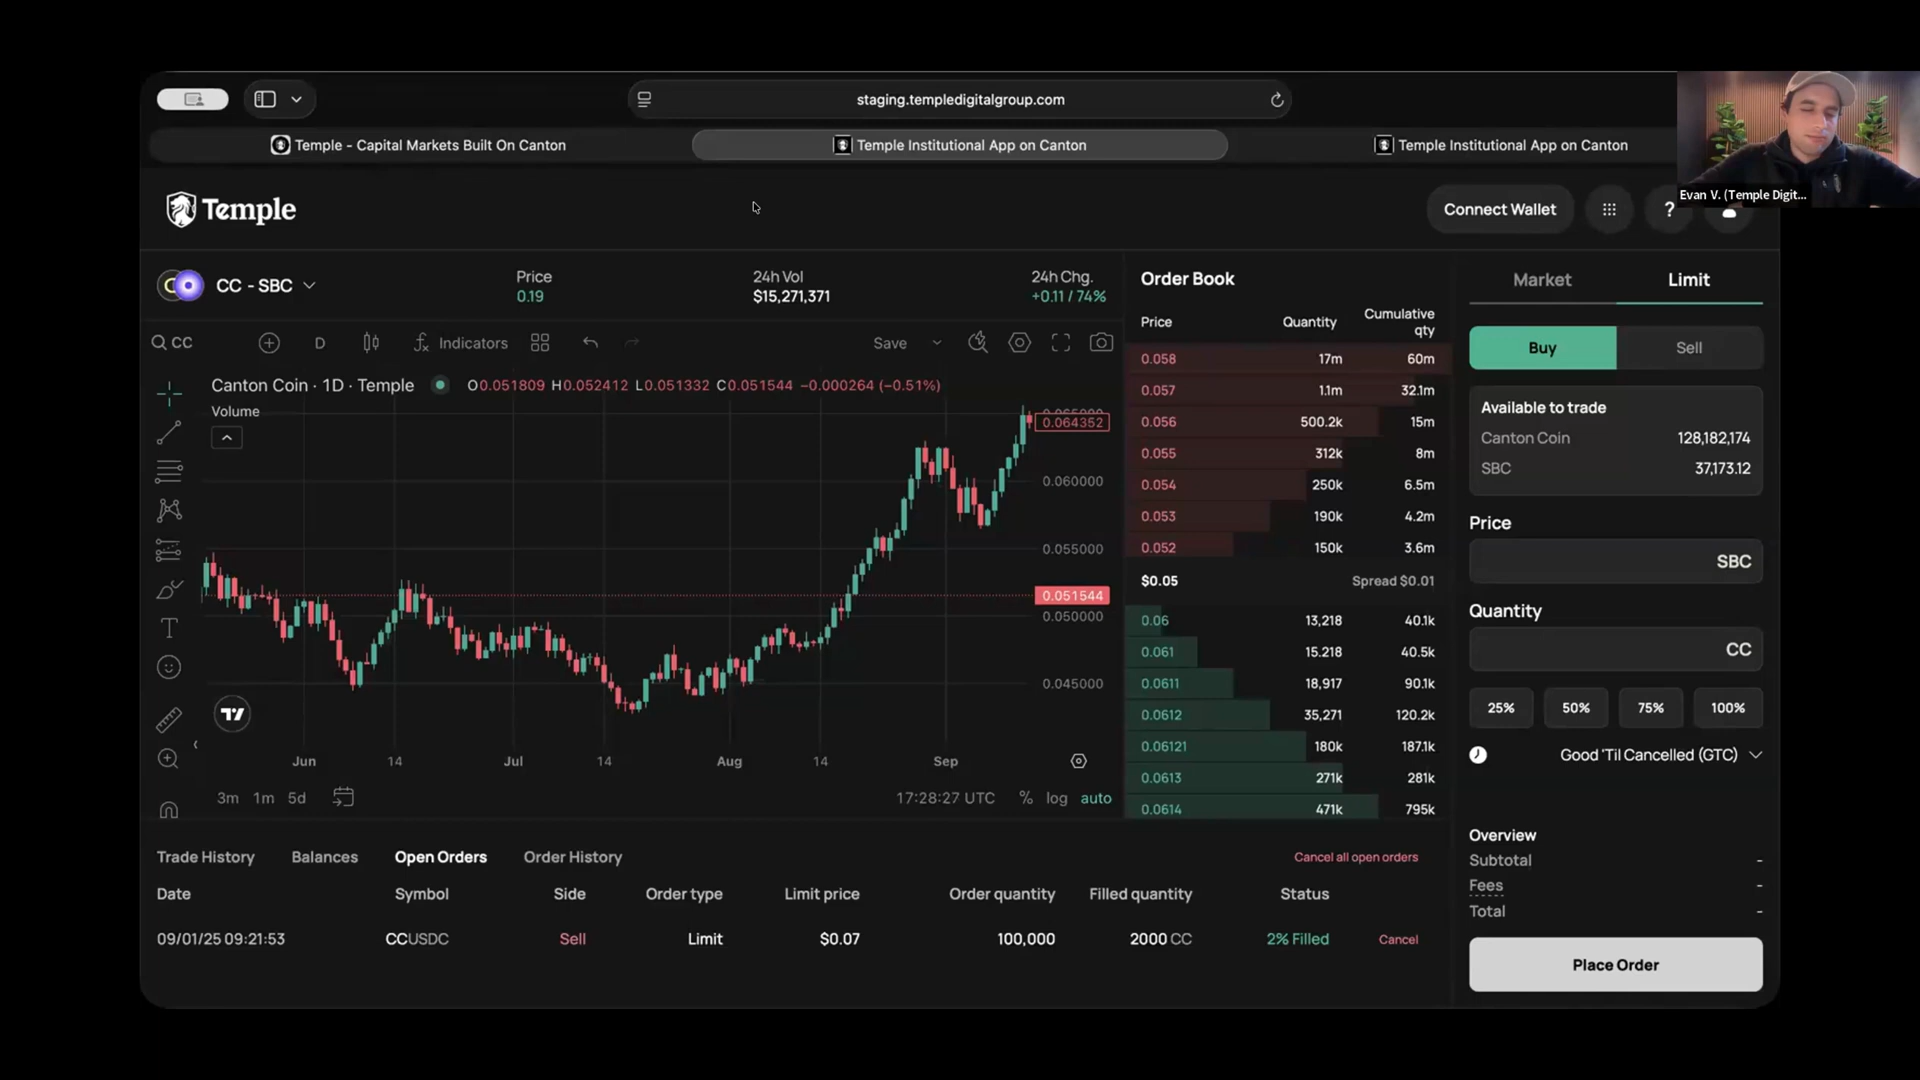 staging.templedigitalgroup.com
Temple - Capital Markets Built On Canton
Temple Institutional App on Canton
Temple Institutional App on Canton
Evan V. (Temple Digit...
Temple
Connect Wallet
?
CC - SBC
Price
0.19
24h Vol
$15,271,371
24h Chg.
+0.11 / 74%
CC
D
Indicators
Save
Canton Coin · 1D · Temple
O0.051809 H0.052412 L0.051332 C0.051544 −0.000264 (−0.51%)
Volume
0.064352
0.060000
0.055000
0.051544
0.050000
0.045000
Jun 14 Jul 14 Aug 14 Sep
3m 1m 5d
17:28:27 UTC % log auto
Order Book
Price Quantity Cumulative qty
0.058 17m 60m
0.057 1.1m 32.1m
0.056 500.2k 15m
0.055 312k 8m
0.054 250k 6.5m
0.053 190k 4.2m
0.052 150k 3.6m
$0.05 Spread $0.01
0.06 13,218 40.1k
0.061 15.218 40.5k
0.0611 18,917 90.1k
0.0612 35,271 120.2k
0.06121 180k 187.1k
0.0613 271k 281k
0.0614 471k 795k
Market Limit
Buy Sell
Available to trade
Canton Coin 128,182,174
SBC 37,173.12
Price
SBC
Quantity
CC
25% 50% 75% 100%
Good 'Til Cancelled (GTC)
Overview
Subtotal -
Fees -
Total -
Place Order
Trade History Balances Open Orders Order History Cancel all open orders
Date Symbol Side Order type Limit price Order quantity Filled quantity Status
09/01/25 09:21:53 CCUSDC Sell Limit $0.07 100,000 2000 CC 2% Filled Cancel